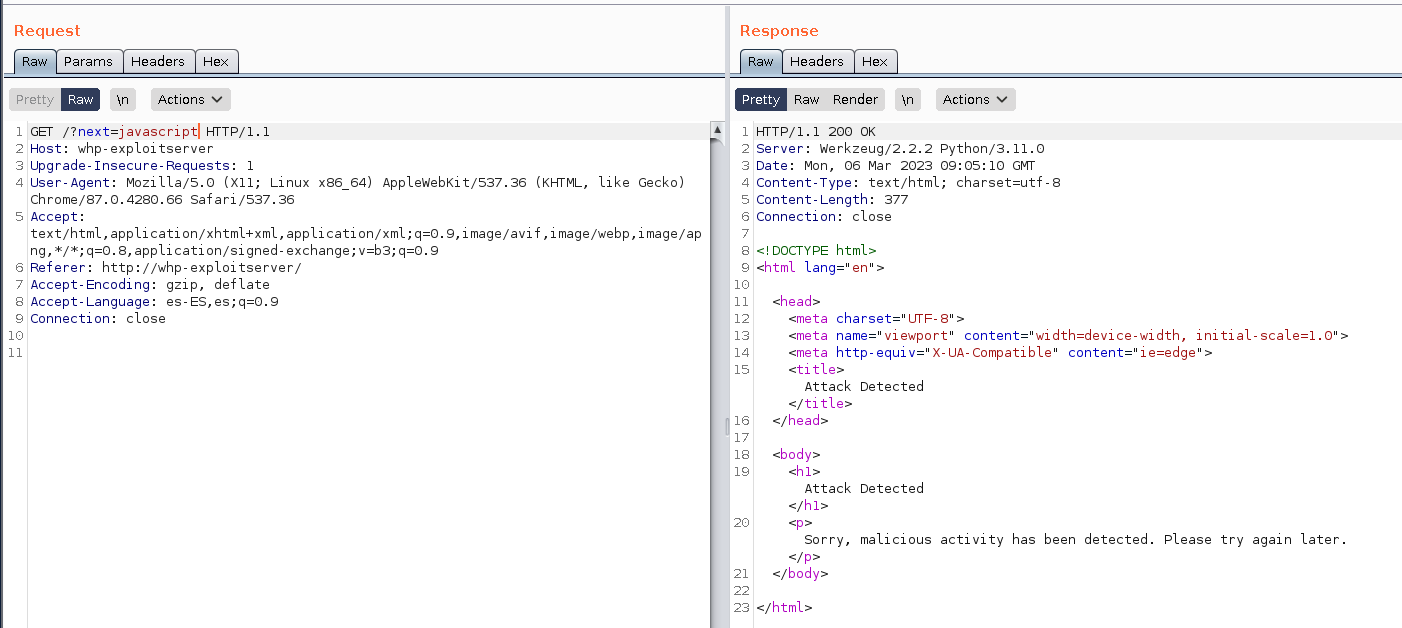 Request
Raw Params Headers Hex
Pretty Raw \n Actions
1 GET /?next=javascript HTTP/1.1
2 Host: whp-exploitserver
3 Upgrade-Insecure-Requests: 1
4 User-Agent: Mozilla/5.0 (X11; Linux x86_64) AppleWebKit/537.36 (KHTML, like Gecko)
Chrome/87.0.4280.66 Safari/537.36
5 Accept:
text/html,application/xhtml+xml,application/xml;q=0.9,image/avif,image/webp,image/ap
ng,*/*;q=0.8,application/signed-exchange;v=b3;q=0.9
6 Referer: http://whp-exploitserver/
7 Accept-Encoding: gzip, deflate
8 Accept-Language: es-ES,es;q=0.9
9 Connection: close
10
11
Response
Raw Headers Hex
Pretty Raw Render \n Actions
1 HTTP/1.1 200 OK
2 Server: Werkzeug/2.2.2 Python/3.11.0
3 Date: Mon, 06 Mar 2023 09:05:10 GMT
4 Content-Type: text/html; charset=utf-8
5 Content-Length: 377
6 Connection: close
7
8 <!DOCTYPE html>
9 <html lang="en">
10
11 <head>
12 <meta charset="UTF-8">
13 <meta name="viewport" content="width=device-width, initial-scale=1.0">
14 <meta http-equiv="X-UA-Compatible" content="ie=edge">
15 <title>
Attack Detected
</title>
16 </head>
17
18 <body>
19 <h1>
Attack Detected
</h1>
20 <p>
Sorry, malicious activity has been detected. Please try again later.
</p>
21 </body>
22
23 </html>